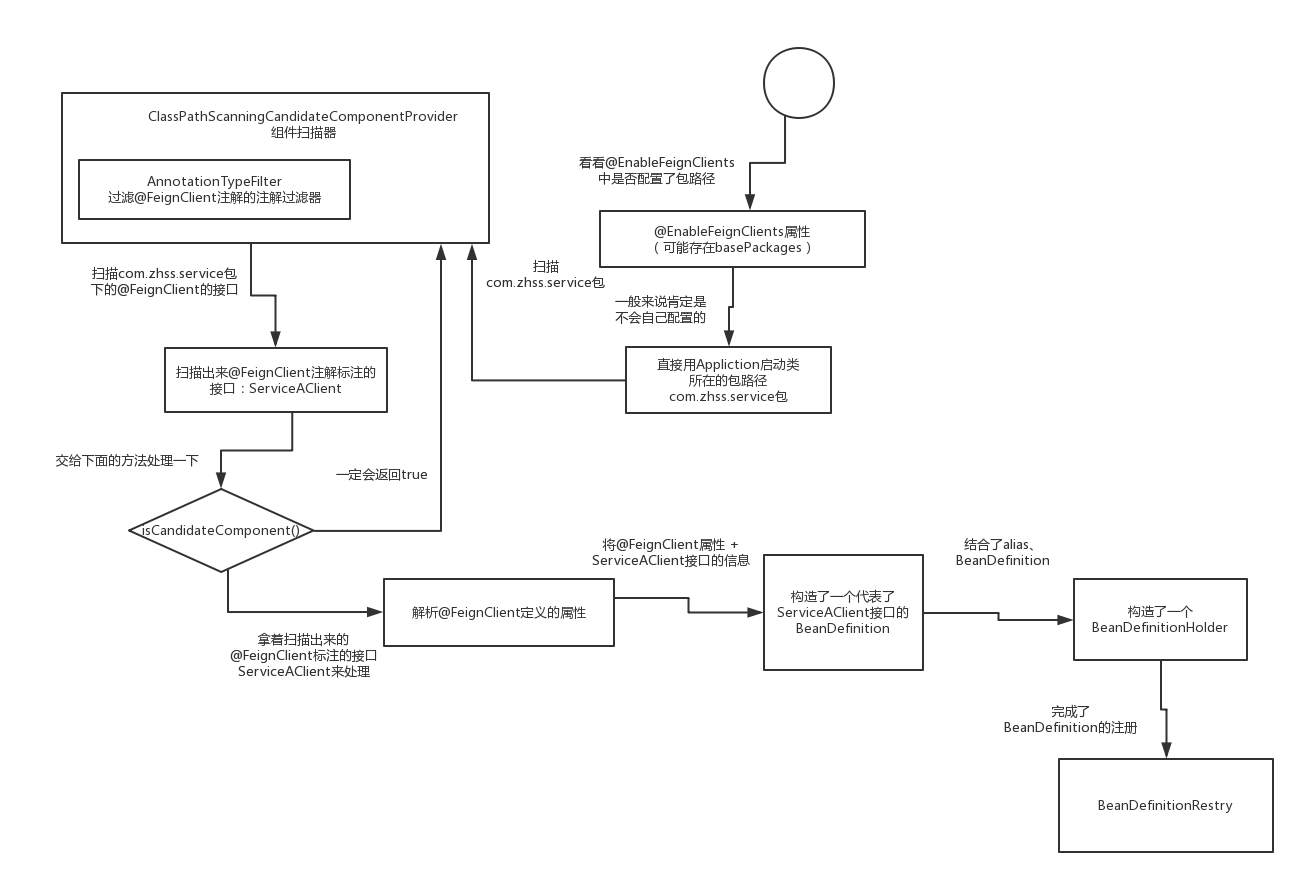 看看@EnableFeignClients
中是否配置了包路径
@EnableFeignClients属性
（可能存在basePackages）
一般来说肯定是
不会自己配置的
直接用Appliction启动类
所在的包路径
com.zhss.service包
扫描
com.zhss.service包
ClassPathScanningCandidateComponentProvider
组件扫描器
AnnotationTypeFilter
过滤@FeignClient注解的注解过滤器
扫描com.zhss.service包
下的@FeignClient的接口
扫描出来@FeignClient注解标注的
接口：ServiceAClient
交给下面的方法处理一下
一定会返回true
isCandidateComponent()
拿着扫描出来的
@FeignClient标注的接口
ServiceAClient来处理
解析@FeignClient定义的属性
将@FeignClient属性 +
ServiceAClient接口的信息
构造了一个代表了
ServiceAClient接口的
BeanDefinition
结合了alias、
BeanDefinition
构造了一个
BeanDefinitionHolder
完成了
BeanDefinition的注册
BeanDefinitionRestry